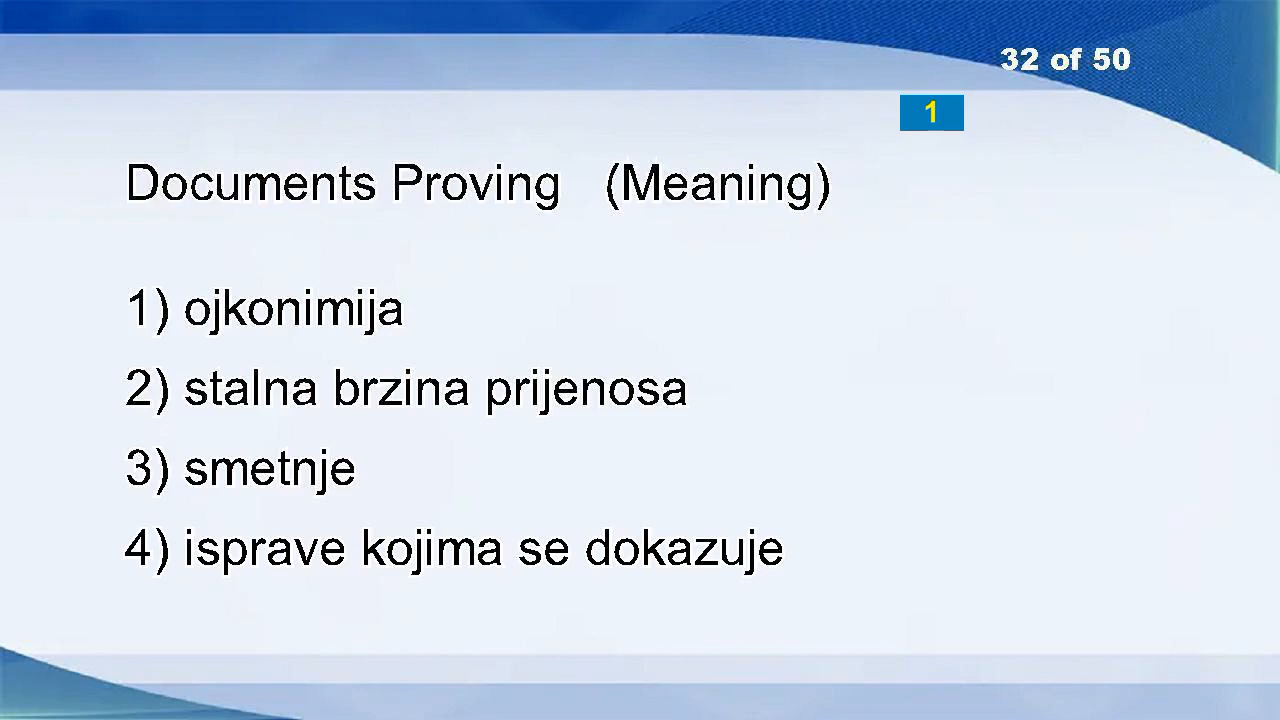 32 of 50
1
Documents Proving (Meaning)
1) ojkonimija
2) stalna brzina prijenosa
3) smetnje
4) isprave kojima se dokazuje